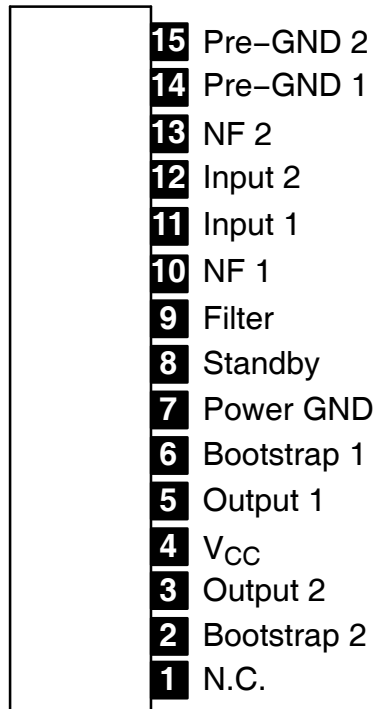 15 Pre−GND 2
14 Pre−GND 1
13 NF 2
12 Input 2
11 Input 1
10 NF 1
9 Filter
8 Standby
7 Power GND
6 Bootstrap 1
5 Output 1
4 VCC
3 Output 2
2 Bootstrap 2
1 N.C.